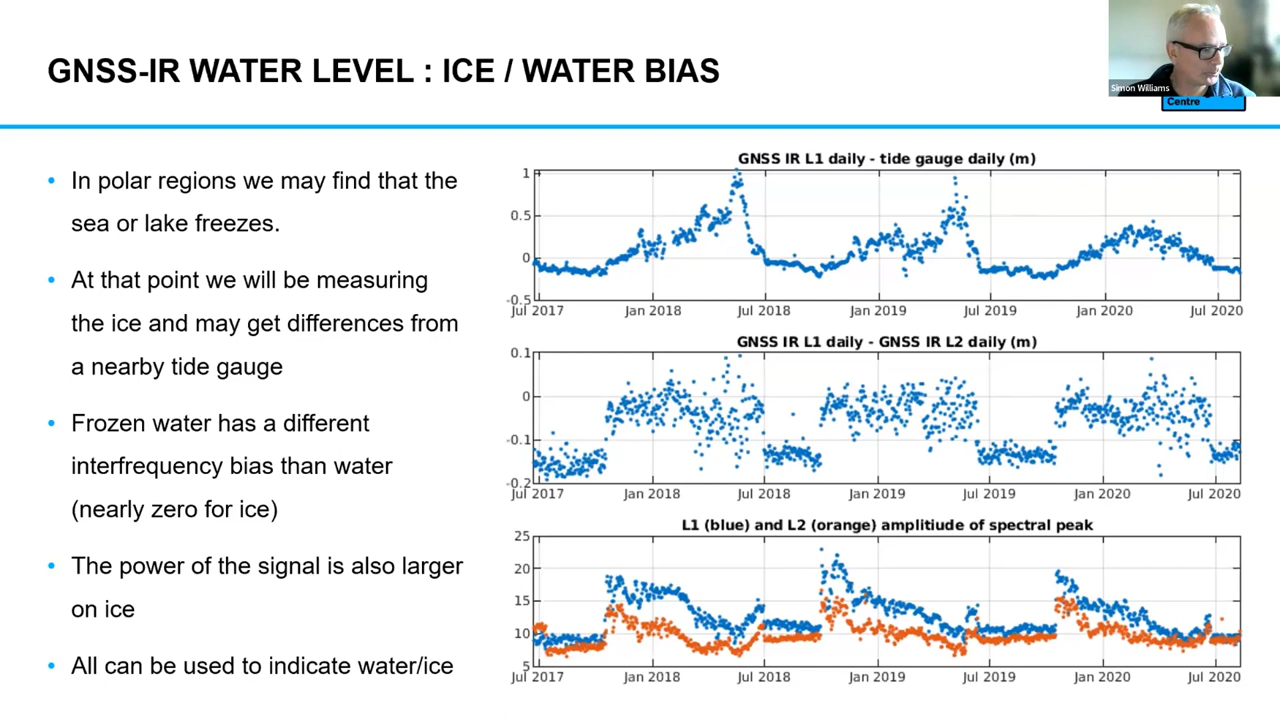 GNSS-IR WATER LEVEL : ICE / WATER BIAS
Simon Williams
Centre
• In polar regions we may find that the
sea or lake freezes.
• At that point we will be measuring
the ice and may get differences from
a nearby tide gauge
• Frozen water has a different
interfrequency bias than water
(nearly zero for ice)
• The power of the signal is also larger
on ice
• All can be used to indicate water/ice
GNSS IR L1 daily - tide gauge daily (m)
1
0.5
0
-0.5
Jul 2017 Jan 2018 Jul 2018 Jan 2019 Jul 2019 Jan 2020 Jul 2020
GNSS IR L1 daily - GNSS IR L2 daily (m)
0.1
0
-0.1
-0.2
Jul 2017 Jan 2018 Jul 2018 Jan 2019 Jul 2019 Jan 2020 Jul 2020
L1 (blue) and L2 (orange) amplitiude of spectral peak
25
20
15
10
5
Jul 2017 Jan 2018 Jul 2018 Jan 2019 Jul 2019 Jan 2020 Jul 2020